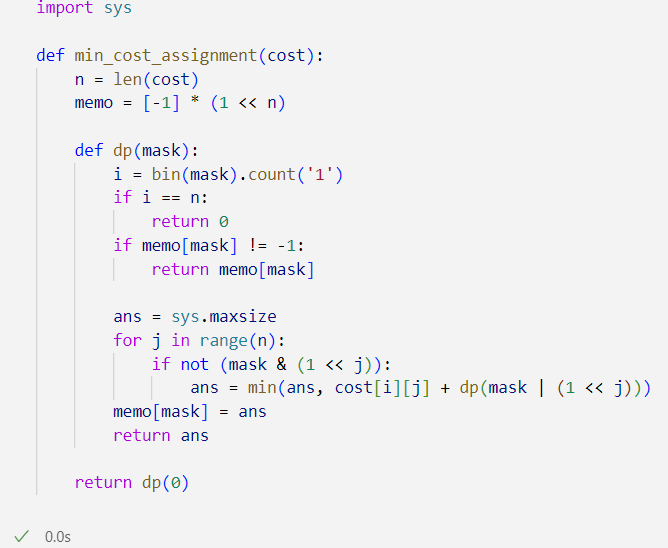 import sys

def min_cost_assignment(cost):
    n = len(cost)
    memo = [-1] * (1 << n)

    def dp(mask):
        i = bin(mask).count('1')
        if i == n:
            return 0
        if memo[mask] != -1:
            return memo[mask]

        ans = sys.maxsize
        for j in range(n):
            if not (mask & (1 << j)):
                ans = min(ans, cost[i][j] + dp(mask | (1 << j)))
        memo[mask] = ans
        return ans

    return dp(0)

✓ 0.0s